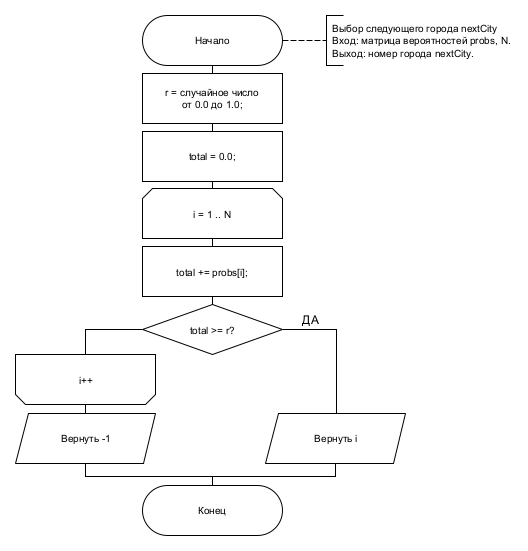 Начало
Выбор следующего города nextCity
Вход: матрица вероятностей probs, N.
Выход: номер города nextCity.
r = случайное число
от 0.0 до 1.0;
total = 0.0;
i = 1 .. N
total += probs[i];
total >= r?
ДА
i++
Вернуть -1
Вернуть i
Конец